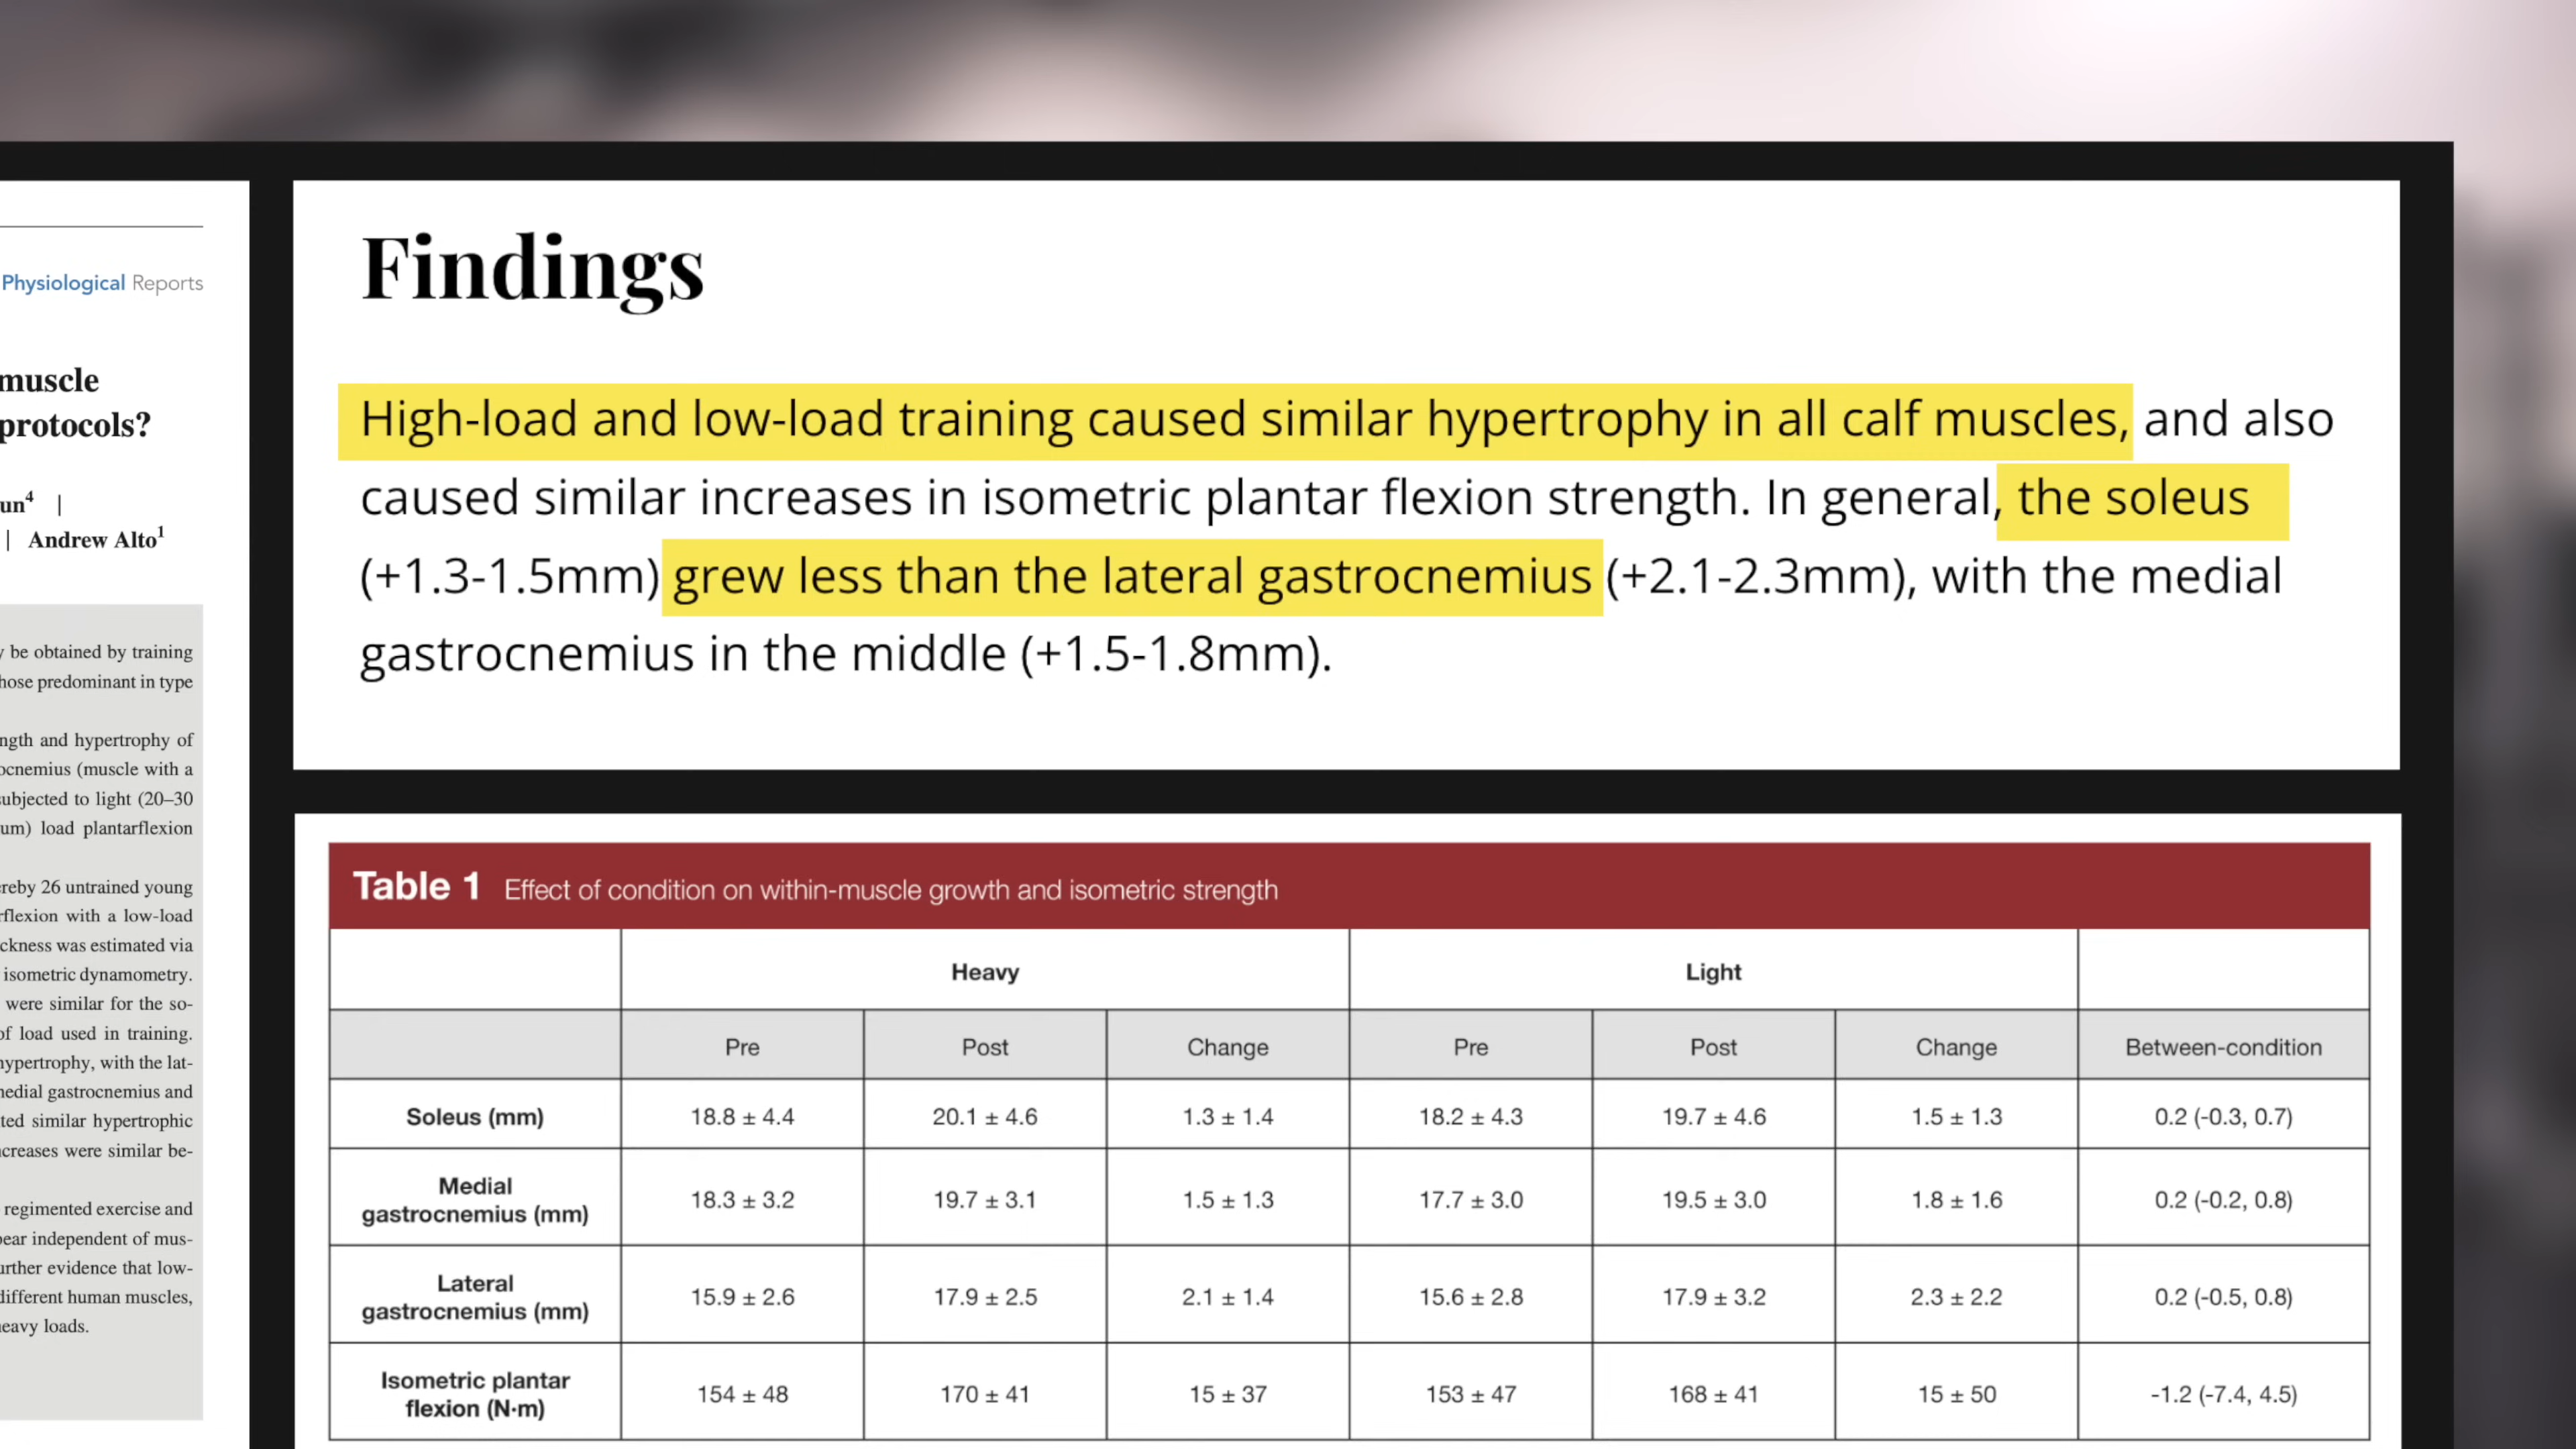 Physiological Reports
muscle
protocols?
un4 |
| Andrew Alto1
y be obtained by training
hose predominant in type
ngth and hypertrophy of
ocnemius (muscle with a
subjected to light (20–30
um) load plantarflexion
ereby 26 untrained young
rflexion with a low-load
ckness was estimated via
isometric dynamometry.
were similar for the so-
of load used in training.
hypertrophy, with the lat-
medial gastrocnemius and
ted similar hypertrophic
creases were similar be-
regimented exercise and
pear independent of mus-
urther evidence that low-
different human muscles,
heavy loads.
Findings
High-load and low-load training caused similar hypertrophy in all calf muscles, and also
caused similar increases in isometric plantar flexion strength. In general, the soleus
(+1.3-1.5mm) grew less than the lateral gastrocnemius (+2.1-2.3mm), with the medial
gastrocnemius in the middle (+1.5-1.8mm).
Table 1 Effect of condition on within-muscle growth and isometric strength
Heavy Light
Pre Post Change Pre Post Change Between-condition
Soleus (mm) 18.8 ± 4.4 20.1 ± 4.6 1.3 ± 1.4 18.2 ± 4.3 19.7 ± 4.6 1.5 ± 1.3 0.2 (-0.3, 0.7)
Medial
gastrocnemius (mm) 18.3 ± 3.2 19.7 ± 3.1 1.5 ± 1.3 17.7 ± 3.0 19.5 ± 3.0 1.8 ± 1.6 0.2 (-0.2, 0.8)
Lateral
gastrocnemius (mm) 15.9 ± 2.6 17.9 ± 2.5 2.1 ± 1.4 15.6 ± 2.8 17.9 ± 3.2 2.3 ± 2.2 0.2 (-0.5, 0.8)
Isometric plantar
flexion (N·m) 154 ± 48 170 ± 41 15 ± 37 153 ± 47 168 ± 41 15 ± 50 -1.2 (-7.4, 4.5)